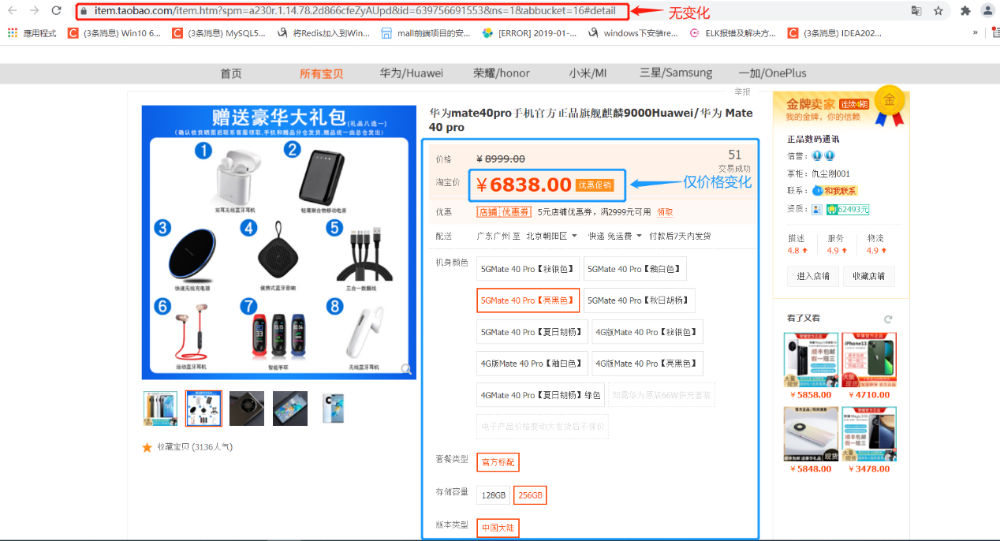 item.taobao.com/item.htm?spm=a230r.1.14.78.2d866cfeZyAUpd&id=639756691553&ns=1&abbucket=16#detail
无变化
應用程式
(3条消息) Win10 6...
(3条消息) MySQL5...
将Redis加入到Win...
mall前端项目的安...
[ERROR] 2019-01-...
windows下安装re...
ELK报错及解决方...
(3条消息) IDEA202...
»
首页
所有宝贝
华为/Huawei
荣耀/honor
小米/MI
三星/Samsung
一加/OnePlus
举报
赠送豪华大礼包(礼品八选一)
(确认收货晒图后联系客服领取,手机和赠品分仓发货,赠品统一由总仓发出)
1
双耳无线蓝牙耳机
2
轻薄聚合物移动电源
3
快速无线充电器
4
便携式蓝牙音响
5
三合一数据线
6
运动蓝牙耳机
7
智能手环
8
无线蓝牙耳机
收藏宝贝 (3136人气)
华为mate40pro手机官方正品旗舰麒麟9000Huawei/华为 Mate
40 pro
价格
¥ 8999.00
51
交易成功
淘宝价
¥6838.00
优惠促销
仅价格变化
优惠
店铺 优惠券
5元店铺优惠券，满2999元可用
领取
配送
广东广州 至 北京朝阳区
快递 免运费
付款后7天内发货
机身颜色
5GMate 40 Pro【秘银色】
5GMate 40 Pro【釉白色】
5GMate 40 Pro【亮黑色】
5GMate 40 Pro【秋日胡杨】
5GMate 40 Pro【夏日胡杨】
4G版Mate 40 Pro【秘银色】
4G版Mate 40 Pro【釉白色】
4G版Mate 40 Pro【亮黑色】
4GMate 40 Pro【夏日胡杨】绿色
如需华为原装66W快充套装
电子产品价格变动大发货后不保价
套餐类型
官方标配
存储容量
128GB
256GB
版本类型
中国大陆
金牌卖家
连续4期
金
我的金牌，你的信赖
正品数码通讯
信誉：
掌柜：仇尘刚001
联系：
和我联系
资质：
62493元
描述
服务
物流
4.8
4.9
4.9
进入店铺
收藏店铺
看了又看
iPhone13
顺丰包邮
假一赔三
¥ 5858.00
¥ 4710.00
现货
顺丰包邮
假一赔三
¥ 5848.00
¥ 3478.00